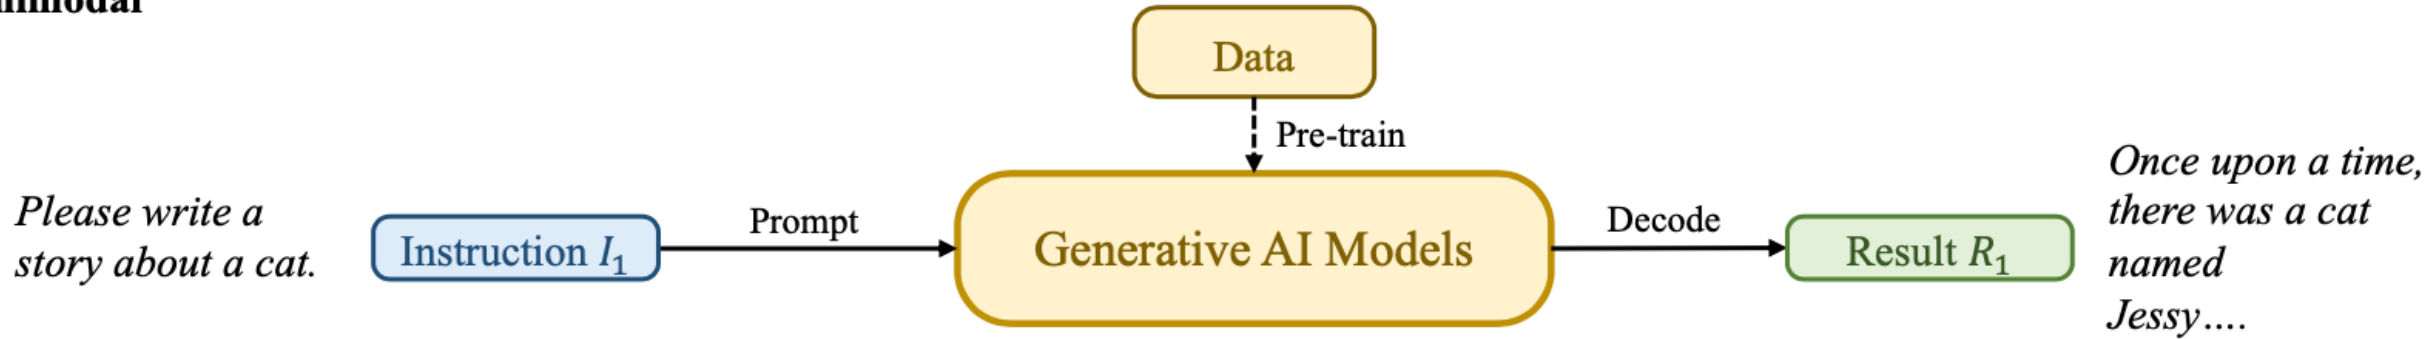 Data
Pre-train
Please write a
story about a cat.
Instruction I₁
Prompt
Generative AI Models
Decode
Result R₁
Once upon a time,
there was a cat
named
Jessy....